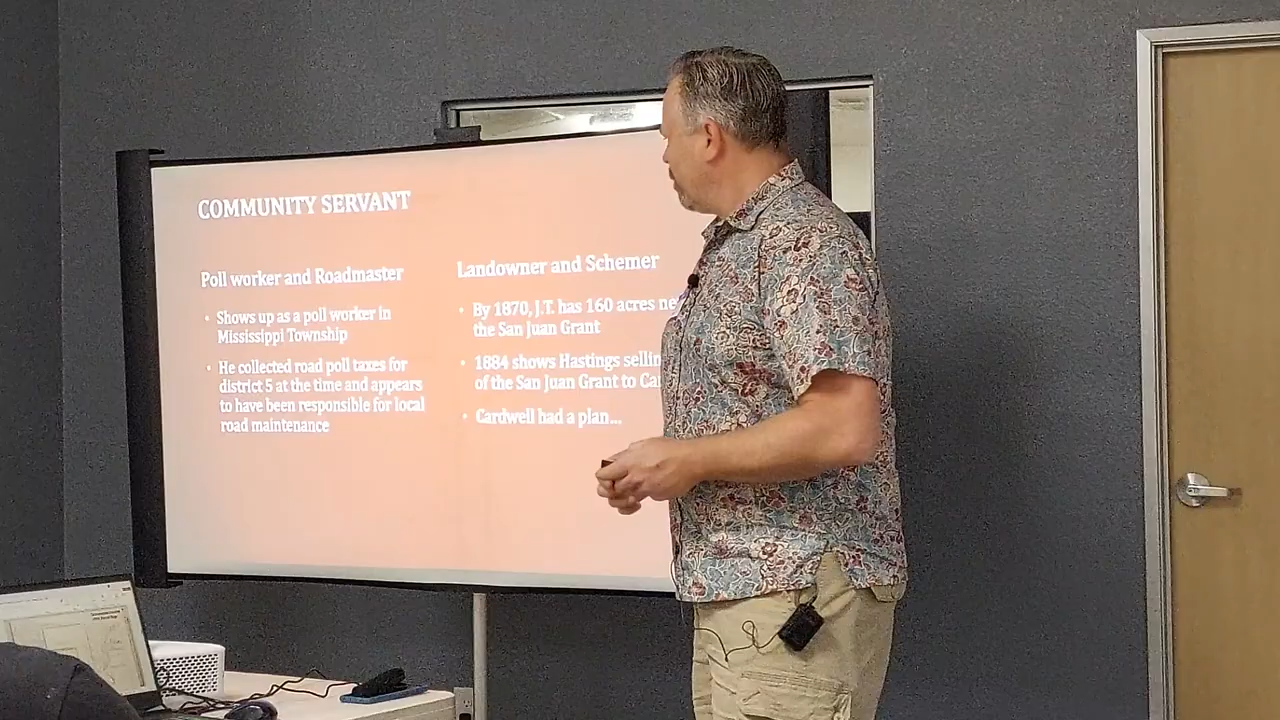 COMMUNITY SERVANT
Poll worker and Roadmaster
• Shows up as a poll worker in
Mississippi Township
• He collected road poll taxes for
district 5 at the time and appears
to have been responsible for local
road maintenance
Landowner and Schemer
• By 1870, J.T. has 160 acres
the San Juan Grant
• 1884 shows Hastings
of the San Juan Grant to
• Cardwell had a plan...